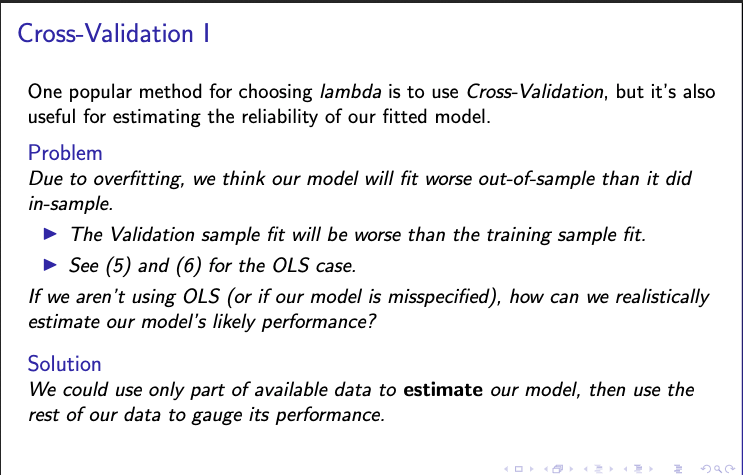 Cross-Validation I
One popular method for choosing lambda is to use Cross-Validation, but it's also
useful for estimating the reliability of our fitted model.
Problem
Due to overfitting, we think our model will fit worse out-of-sample than it did
in-sample.
▶ The Validation sample fit will be worse than the training sample fit.
▶ See (5) and (6) for the OLS case.
If we aren't using OLS (or if our model is misspecified), how can we realistically
estimate our model's likely performance?
Solution
We could use only part of available data to estimate our model, then use the
rest of our data to gauge its performance.